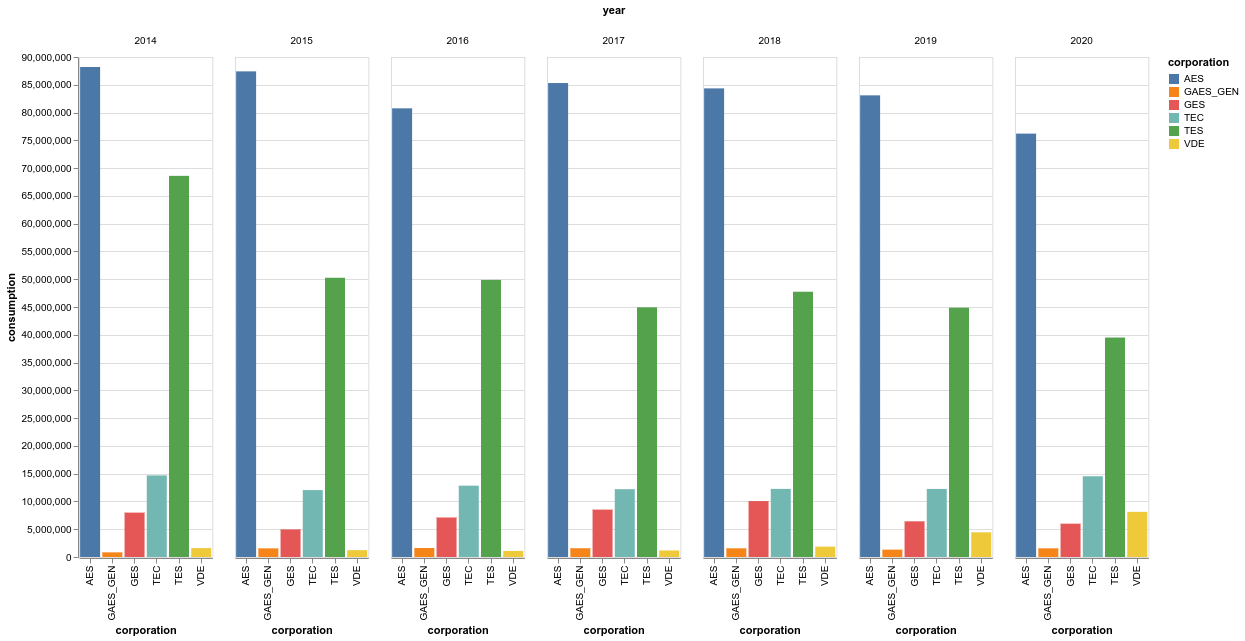 year
2014 2015 2016 2017 2018 2019 2020
corporation
AES
GAES_GEN
GES
TEC
TES
VDE
consumption
90,000,000
85,000,000
80,000,000
75,000,000
70,000,000
65,000,000
60,000,000
55,000,000
50,000,000
45,000,000
40,000,000
35,000,000
30,000,000
25,000,000
20,000,000
15,000,000
10,000,000
5,000,000
0
AES GAES_GEN GES TEC TES VDE AES GAES_GEN GES TEC TES VDE AES GAES_GEN GES TEC TES VDE AES GAES_GEN GES TEC TES VDE AES GAES_GEN GES TEC TES VDE AES GAES_GEN GES TEC TES VDE AES GAES_GEN GES TEC TES VDE
corporation corporation corporation corporation corporation corporation corporation